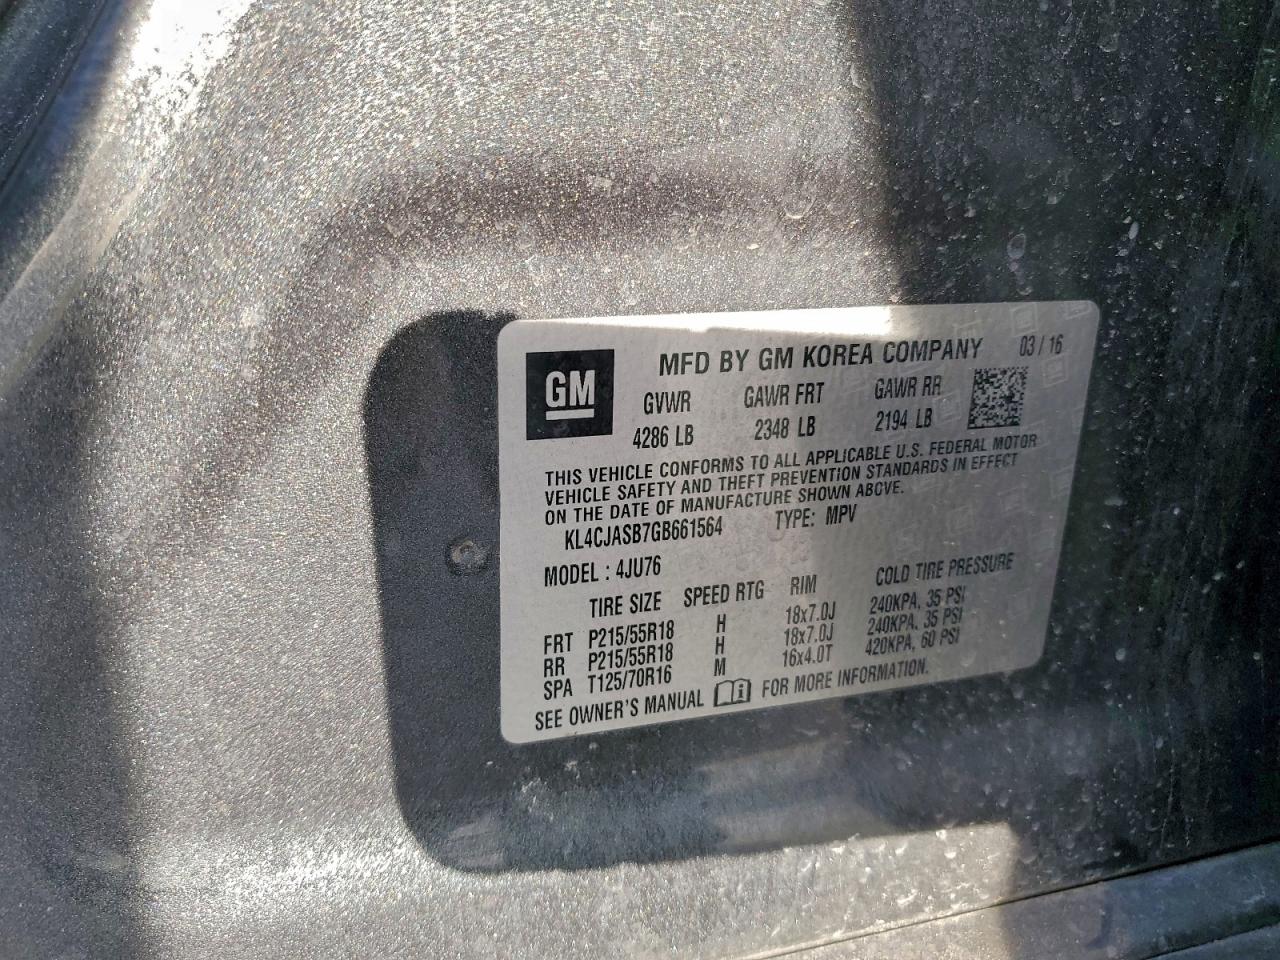 GM
MFD BY GM KOREA COMPANY 03 / 16
GVWR GAWR FRT GAWR RR
4286 LB 2348 LB 2194 LB
THIS VEHICLE CONFORMS TO ALL APPLICABLE U.S. FEDERAL MOTOR
VEHICLE SAFETY AND THEFT PREVENTION STANDARDS IN EFFECT
ON THE DATE OF MANUFACTURE SHOWN ABOVE.
KL4CJASB7GB661564 TYPE: MPV
MODEL : 4JU76
TIRE SIZE SPEED RTG RIM COLD TIRE PRESSURE
FRT P215/55R18 H 18x7.0J 240KPA, 35 PSI
RR P215/55R18 H 18x7.0J 240KPA, 35 PSI
SPA T125/70R16 M 16x4.0T 420KPA, 60 PSI
SEE OWNER'S MANUAL FOR MORE INFORMATION.